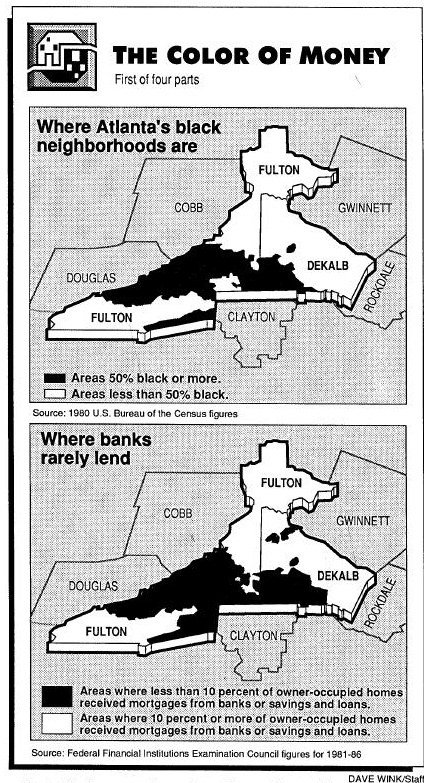 THE COLOR OF MONEY
First of four parts
Where Atlanta's black
neighborhoods are
FULTON
COBB
GWINNETT
DEKALB
DOUGLAS
ROCKDALE
FULTON
CLAYTON
Areas 50% black or more.
Areas less than 50% black.
Source: 1980 U.S. Bureau of the Census figures
Where banks
rarely lend
FULTON
COBB
GWINNETT
DEKALB
DOUGLAS
ROCKDALE
FULTON
CLAYTON
Areas where less than 10 percent of owner-occupied homes
received mortgages from banks or savings and loans.
Areas where 10 percent or more of owner-occupied homes
received mortgages from banks or savings and loans.
Source: Federal Financial Institutions Examination Council figures for 1981-86
DAVE WINK/Staff